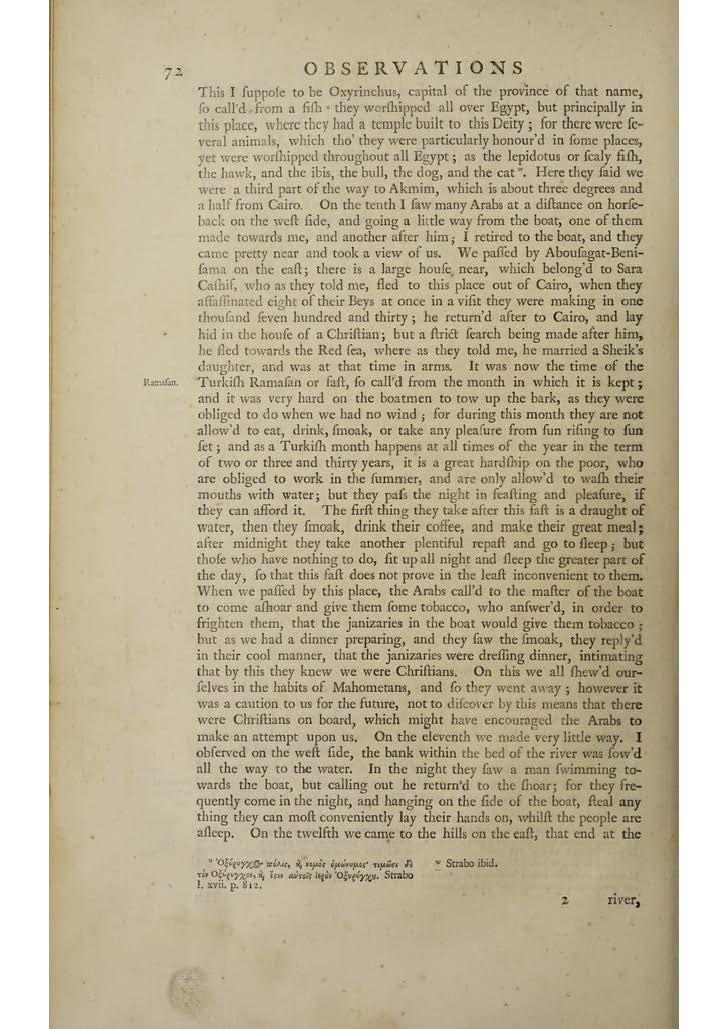 72
OBSERVATIONS
This I ſuppoſe to be Oxyrinchus, capital of the province of that name,
ſo call'd from a fiſh ᵘ they worſhipped all over Egypt, but principally in
this place, where they had a temple built to this Deity; for there were ſe-
veral animals, which tho' they were particularly honour'd in ſome places,
yet were worſhipped throughout all Egypt; as the lepidotus or ſcaly fiſh,
the hawk, and the ibis, the bull, the dog, and the cat ʷ. Here they ſaid we
were a third part of the way to Akmim, which is about three degrees and
a half from Cairo. On the tenth I ſaw many Arabs at a diſtance on horſe-
back on the weſt ſide, and going a little way from the boat, one of them
made towards me, and another after him; I retired to the boat, and they
came pretty near and took a view of us. We paſſed by Abouſagat-Beni-
ſama on the eaſt; there is a large houſe near, which belong'd to Sara
Caſhif, who as they told me, fled to this place out of Cairo, when they
aſſaſſinated eight of their Beys at once in a viſit they were making in one
thouſand ſeven hundred and thirty; he return'd after to Cairo, and lay
hid in the houſe of a Chriſtian; but a ſtrict ſearch being made after him,
he fled towards the Red ſea, where as they told me, he married a Sheik's
daughter, and was at that time in arms. It was now the time of the
Ramaſan.
Turkiſh Ramaſan or faſt, ſo call'd from the month in which it is kept;
and it was very hard on the boatmen to tow up the bark, as they were
obliged to do when we had no wind; for during this month they are not
allow'd to eat, drink, ſmoak, or take any pleaſure from ſun riſing to ſun
ſet; and as a Turkiſh month happens at all times of the year in the term
of two or three and thirty years, it is a great hardſhip on the poor, who
are obliged to work in the ſummer, and are only allow'd to waſh their
mouths with water; but they paſs the night in feaſting and pleaſure, if
they can afford it. The firſt thing they take after this faſt is a draught of
water, then they ſmoak, drink their coffee, and make their great meal;
after midnight they take another plentiful repaſt and go to ſleep; but
thoſe who have nothing to do, ſit up all night and ſleep the greater part of
the day, ſo that this faſt does not prove in the leaſt inconvenient to them.
When we paſſed by this place, the Arabs call'd to the maſter of the boat
to come aſhoar and give them ſome tobacco, who anſwer'd, in order to
frighten them, that the janizaries in the boat would give them tobacco;
but as we had a dinner preparing, and they ſaw the ſmoak, they reply'd
in their cool manner, that the janizaries were dreſſing dinner, intimating
that by this they knew we were Chriſtians. On this we all ſhew'd our-
ſelves in the habits of Mahometans, and ſo they went away; however it
was a caution to us for the future, not to diſcover by this means that there
were Chriſtians on board, which might have encouraged the Arabs to
make an attempt upon us. On the eleventh we made very little way. I
obſerved on the weſt ſide, the bank within the bed of the river was ſow'd
all the way to the water. In the night they ſaw a man ſwimming to-
wards the boat, but calling out he return'd to the ſhoar; for they fre-
quently come in the night, and hanging on the ſide of the boat, ſteal any
thing they can moſt conveniently lay their hands on, whilſt the people are
aſleep. On the twelfth we came to the hills on the eaſt, that end at the
ᵘ Ὀξύρυγχος πόλις, ϗ νομὸς ὁμώνυμος· τιμῶσι δὲ
τὸν Ὀξύρυγχον, ϗ ἔστιν αὐτοῖς ἱερὸν Ὀξυρύγχου. Strabo
l. xvii. p. 812.
ʷ Strabo ibid.
2
river,